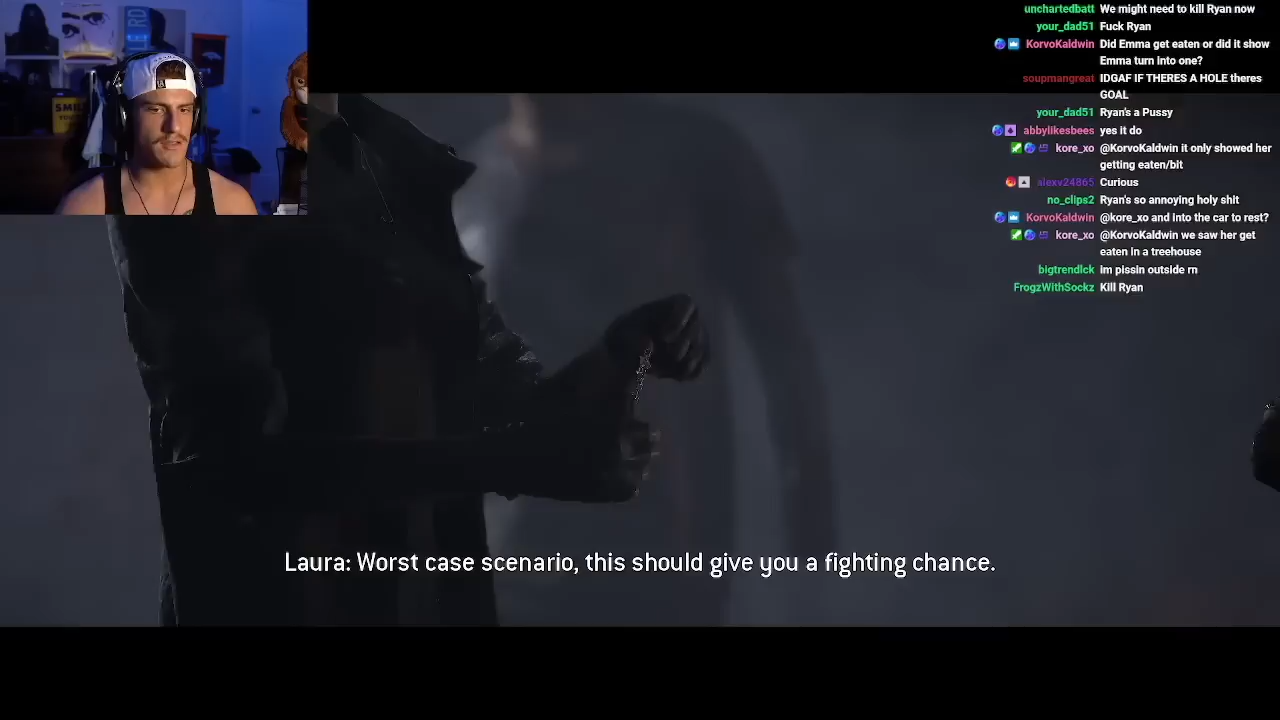 SMILE
unchartedbatt We might need to kill Ryan now
your_dad51 Fuck Ryan
KorvoKaldwin Did Emma get eaten or did it show
Emma turn into one?
soupmangreat IDGAF IF THERES A HOLE theres
GOAL
your_dad51 Ryan's a Pussy
abbylikesbees yes it do
kore_xo @KorvoKaldwin it only showed her
getting eaten/bit
alexv24865 Curious
no_clips2 Ryan's so annoying holy shit
KorvoKaldwin @kore_xo and into the car to rest?
kore_xo @KorvoKaldwin we saw her get
eaten in a treehouse
bigtrendlck Im pissin outside rn
FrogzWithSockz Kill Ryan
Laura: Worst case scenario, this should give you a fighting chance.